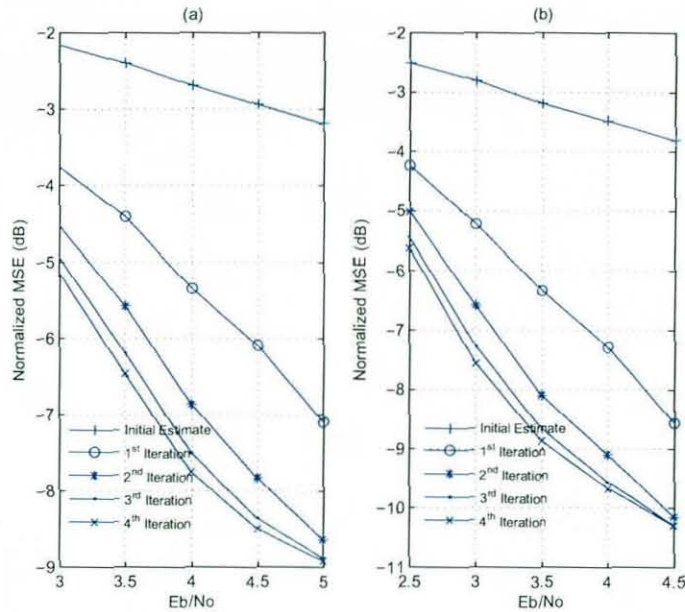 (a)
-2
-3
-4
-5
-6
-7
-8
-9
Normalized MSE (dB)
Initial Estimate
1st Iteration
2nd Iteration
3rd Iteration
4th Iteration
3
3.5
4
4.5
5
Eb/No
(b)
-2
-3
-4
-5
-6
-7
-8
-9
-10
-11
Normalized MSE (dB)
Initial Estimate
1st Iteration
2nd Iteration
3rd Iteration
4th Iteration
2.5
3
3.5
4
4.5
Eb/No